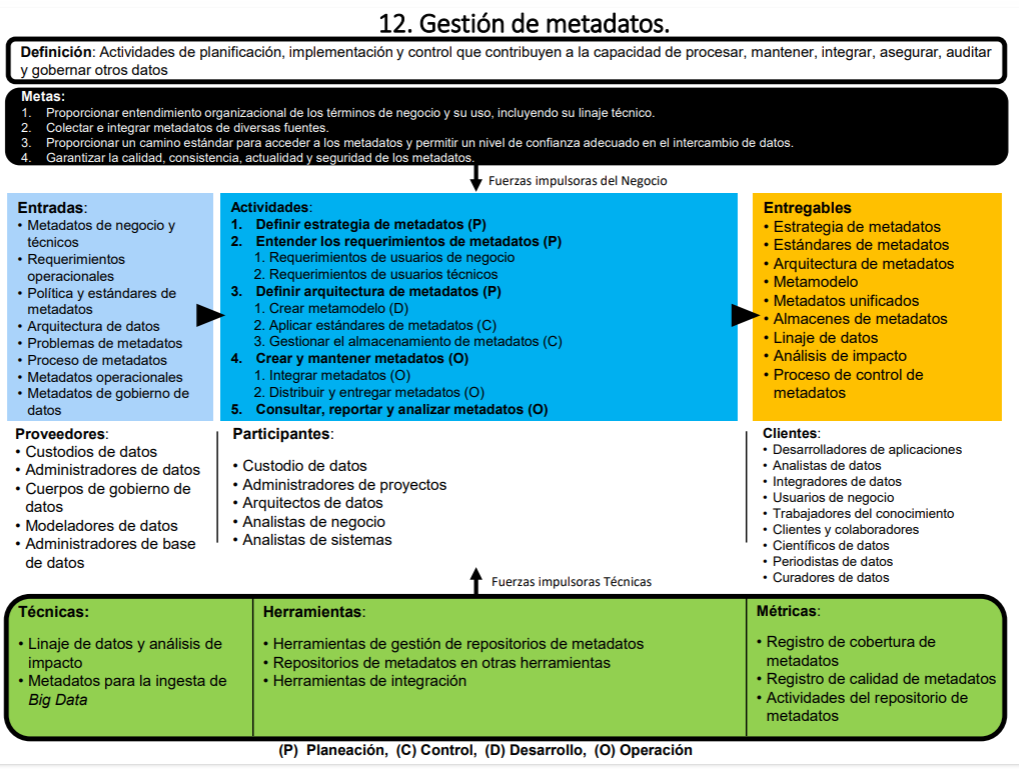 12. Gestión de metadatos.
Definición: Actividades de planificación, implementación y control que contribuyen a la capacidad de procesar, mantener, integrar, asegurar, auditar
y gobernar otros datos
Metas:
1. Proporcionar entendimiento organizacional de los términos de negocio y su uso, incluyendo su linaje técnico.
2. Colectar e integrar metadatos de diversas fuentes.
3. Proporcionar un camino estándar para acceder a los metadatos y permitir un nivel de confianza adecuado en el intercambio de datos.
4. Garantizar la calidad, consistencia, actualidad y seguridad de los metadatos.
Fuerzas impulsoras del Negocio
Entradas:
• Metadatos de negocio y
técnicos
• Requerimientos
operacionales
• Política y estándares de
metadatos
• Arquitectura de datos
• Problemas de metadatos
• Proceso de metadatos
• Metadatos operacionales
• Metadatos de gobierno de
datos
Actividades:
1. Definir estrategia de metadatos (P)
2. Entender los requerimientos de metadatos (P)
1. Requerimientos de usuarios de negocio
2. Requerimientos de usuarios técnicos
3. Definir arquitectura de metadatos (P)
1. Crear metamodelo (D)
2. Aplicar estándares de metadatos (C)
3. Gestionar el almacenamiento de metadatos (C)
4. Crear y mantener metadatos (O)
1. Integrar metadatos (O)
2. Distribuir y entregar metadatos (O)
5. Consultar, reportar y analizar metadatos (O)
Entregables
• Estrategia de metadatos
• Estándares de metadatos
• Arquitectura de metadatos
• Metamodelo
• Metadatos unificados
• Almacenes de metadatos
• Linaje de datos
• Análisis de impacto
• Proceso de control de
metadatos
Proveedores:
• Custodios de datos
• Administradores de datos
• Cuerpos de gobierno de
datos
• Modeladores de datos
• Administradores de base
de datos
Participantes:
• Custodio de datos
• Administradores de proyectos
• Arquitectos de datos
• Analistas de negocio
• Analistas de sistemas
Clientes:
• Desarrolladores de aplicaciones
• Analistas de datos
• Integradores de datos
• Usuarios de negocio
• Trabajadores del conocimiento
• Clientes y colaboradores
• Científicos de datos
• Periodistas de datos
• Curadores de datos
Fuerzas impulsoras Técnicas
Técnicas:
• Linaje de datos y análisis de
impacto
• Metadatos para la ingesta de
Big Data
Herramientas:
• Herramientas de gestión de repositorios de metadatos
• Repositorios de metadatos en otras herramientas
• Herramientas de integración
Métricas:
• Registro de cobertura de
metadatos
• Registro de calidad de metadatos
• Actividades del repositorio de
metadatos
(P) Planeación, (C) Control, (D) Desarrollo, (O) Operación